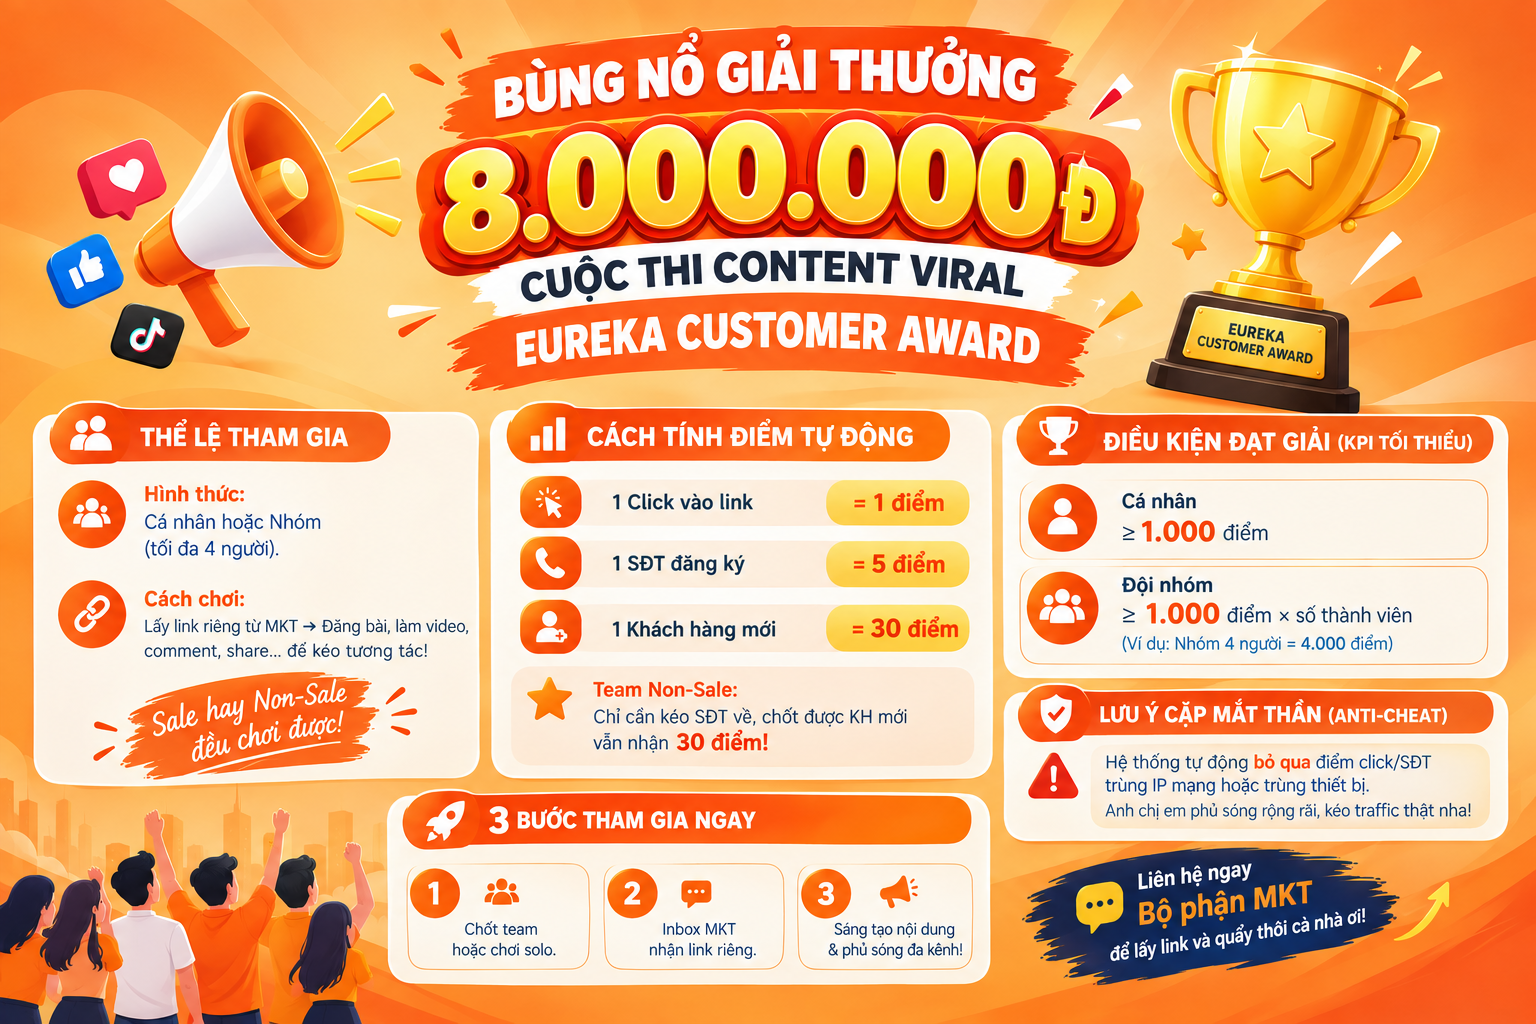 BÙNG NỔ GIẢI THƯỞNG
8.000.000Đ
CUỘC THI CONTENT VIRAL
EUREKA CUSTOMER AWARD
EUREKA
CUSTOMER AWARD
THỂ LỆ THAM GIA
Hình thức:
Cá nhân hoặc Nhóm
(tối đa 4 người).
Cách chơi:
Lấy link riêng từ MKT → Đăng bài, làm video,
comment, share... để kéo tương tác!
Sale hay Non-Sale
đều chơi được!
CÁCH TÍNH ĐIỂM TỰ ĐỘNG
1 Click vào link = 1 điểm
1 SĐT đăng ký = 5 điểm
1 Khách hàng mới = 30 điểm
Team Non-Sale:
Chỉ cần kéo SĐT về, chốt được KH mới
vẫn nhận 30 điểm!
ĐIỀU KIỆN ĐẠT GIẢI (KPI TỐI THIỂU)
Cá nhân
≥ 1.000 điểm
Đội nhóm
≥ 1.000 điểm × số thành viên
(Ví dụ: Nhóm 4 người = 4.000 điểm)
LƯU Ý CẶP MẮT THẦN (ANTI-CHEAT)
Hệ thống tự động bỏ qua điểm click/SĐT
trùng IP mạng hoặc trùng thiết bị.
Anh chị em phủ sóng rộng rãi, kéo traffic thật nha!
3 BƯỚC THAM GIA NGAY
1
Chốt team
hoặc chơi solo.
2
Inbox MKT
nhận link riêng.
3
Sáng tạo nội dung
& phủ sóng đa kênh!
Liên hệ ngay
Bộ phận MKT
để lấy link và quẩy thôi cả nhà ơi!